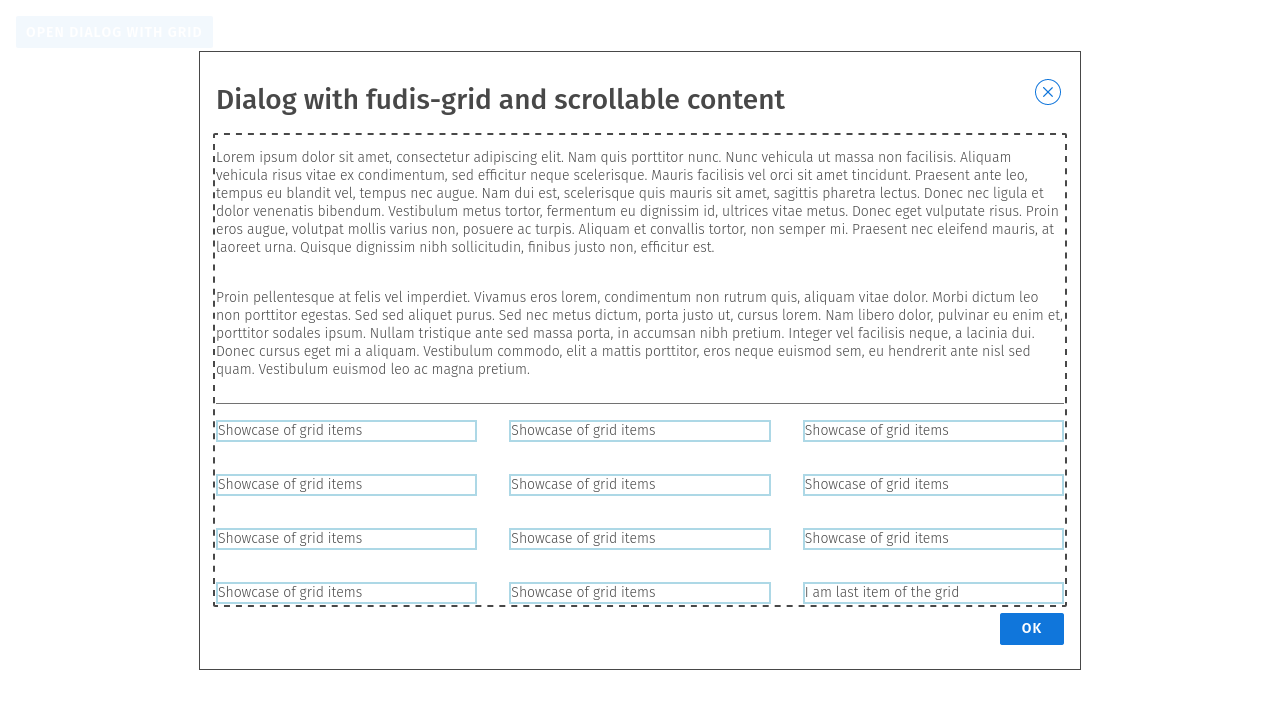 OPEN DIALOG WITH GRID
Dialog with fudis-grid and scrollable content
Lorem ipsum dolor sit amet, consectetur adipiscing elit. Nam quis porttitor nunc. Nunc vehicula ut massa non facilisis. Aliquam
vehicula risus vitae ex condimentum, sed efficitur neque scelerisque. Mauris facilisis vel orci sit amet tincidunt. Praesent ante leo,
tempus eu blandit vel, tempus nec augue. Nam dui est, scelerisque quis mauris sit amet, sagittis pharetra lectus. Donec nec ligula et
dolor venenatis bibendum. Vestibulum metus tortor, fermentum eu dignissim id, ultrices vitae metus. Donec eget vulputate risus. Proin
eros augue, volutpat mollis varius non, posuere ac turpis. Aliquam et convallis tortor, non semper mi. Praesent nec eleifend mauris, at
laoreet urna. Quisque dignissim nibh sollicitudin, finibus justo non, efficitur est.
Proin pellentesque at felis vel imperdiet. Vivamus eros lorem, condimentum non rutrum quis, aliquam vitae dolor. Morbi dictum leo
non porttitor egestas. Sed sed aliquet purus. Sed nec metus dictum, porta justo ut, cursus lorem. Nam libero dolor, pulvinar eu enim et,
porttitor sodales ipsum. Nullam tristique ante sed massa porta, in accumsan nibh pretium. Integer vel facilisis neque, a lacinia dui.
Donec cursus eget mi a aliquam. Vestibulum commodo, elit a mattis porttitor, eros neque euismod sem, eu hendrerit ante nisl sed
quam. Vestibulum euismod leo ac magna pretium.
Showcase of grid items Showcase of grid items Showcase of grid items
Showcase of grid items Showcase of grid items Showcase of grid items
Showcase of grid items Showcase of grid items Showcase of grid items
Showcase of grid items Showcase of grid items I am last item of the grid
OK